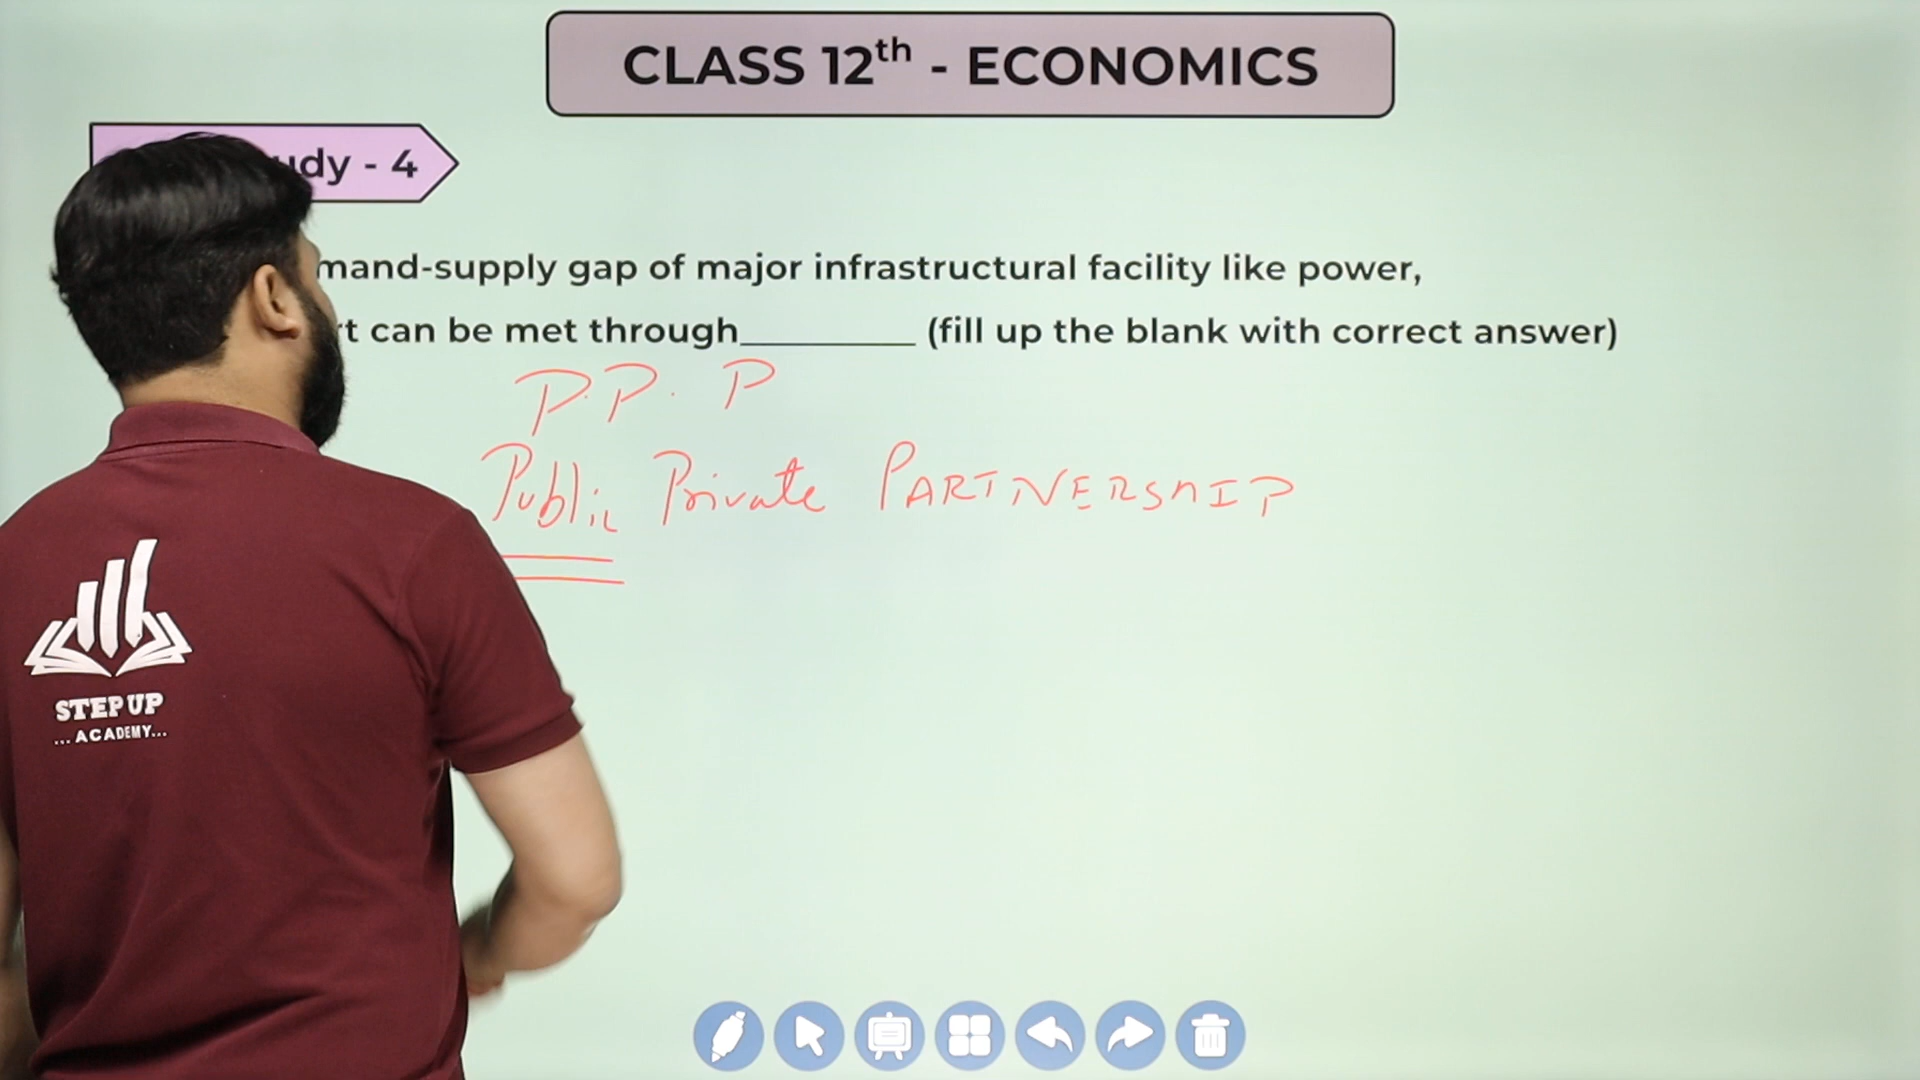 CLASS 12th - ECONOMICS
udy - 4
mand-supply gap of major infrastructural facility like power,
t can be met through__________ (fill up the blank with correct answer)
P.P. P
Public Private PARTNERSHIP
STEP UP
... ACADEMY...